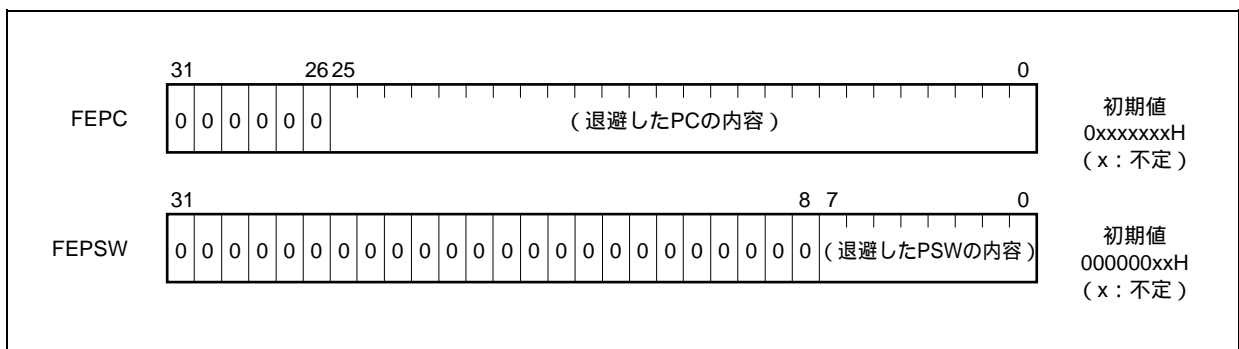 31 26 25 0
FEPC 0 0 0 0 0 0 (退避したPCの内容) 初期値
0xxxxxxxH
(x:不定)
31 8 7 0
FEPSW 0 0 0 0 0 0 0 0 0 0 0 0 0 0 0 0 0 0 0 0 0 0 0 0 (退避したPSWの内容) 初期値
000000xxH
(x:不定)